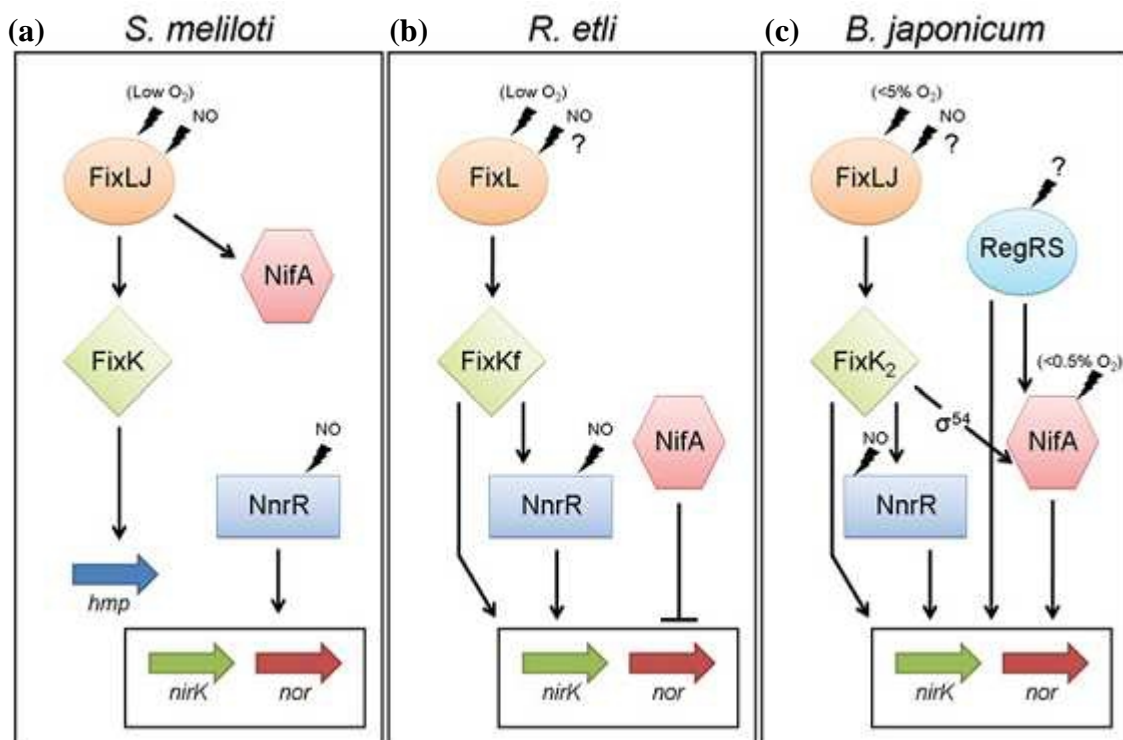 (a) S. meliloti
(Low O₂)
NO
FixLJ
NifA
FixK
NO
NnrR
hmp
nirK nor
(b) R. etli
(Low O₂)
NO
?
FixL
FixKf
NifA
NO
NnrR
nirK nor
(c) B. japonicum
(<5% O₂)
NO
?
FixLJ
?
RegRS
FixK₂
(<0.5% O₂)
σ⁵⁴
NifA
NO
NnrR
nirK nor